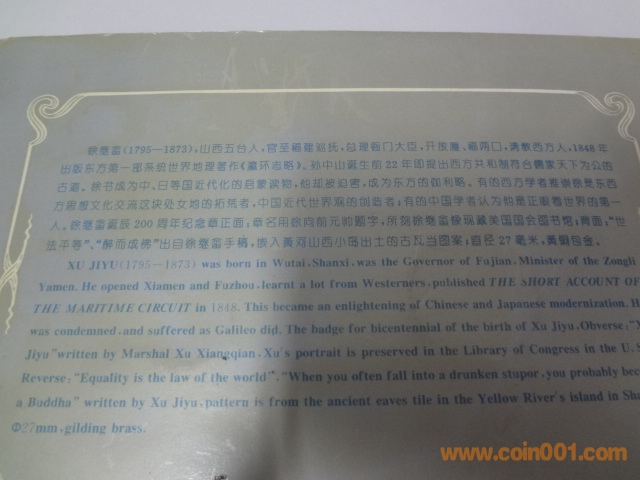 徐继畲(1795—1873),山西五台人,官至福建巡抚,总理衙门大臣,开放厦、福两口,请教西方人,1848年
出版东方第一部系统世界地理著作《瀛环志略》。孙中山诞生前22年即提出西方共和制符合儒家天下为公的
古道。徐书成为中、日等国近代化的启蒙读物,他却被迫害,成为东方的伽利略。有的西方学者推崇徐是东西
方思想文化交流区块处女地的拓荒者,中国近代世界观的创造者;有的中国学者认为他是正眼看世界的第一
人。徐继畲诞辰200周年纪念章正面:章名用徐向前元帅题字,所刻徐继畲像现藏美国国会图书馆;背面:“世
法平等”、“醉而成佛”出自徐继畲手稿,嵌入黄河山西小岛出土的古瓦当图案;直径27毫米,黄铜包金。
XU JIYU(1795—1873) was born in Wutai, Shanxi, was the Governor of Fujian, Minister of the Zongli
Yamen. He opened Xiamen and Fuzhou, learnt a lot from Westerners, published THE SHORT ACCOUNT OF
THE MARITIME CIRCUIT in 1848. This became an enlightening of Chinese and Japanese modernization. H
was condemned, and suffered as Galileo did. The badge for bicentennial of the birth of Xu Jiyu, Obverse: "X
Jiyu" written by Marshal Xu Xiangqian, Xu's portrait is preserved in the Library of Congress in the U. S
Reverse: "Equality is the law of the world", "When you often fall into a drunken stupor, you probably bec
a Buddha" written by Xu Jiyu, pattern is from the ancient eaves tile in the Yellow River's island in Sha
Φ27mm, gilding brass.
www.coin001.com